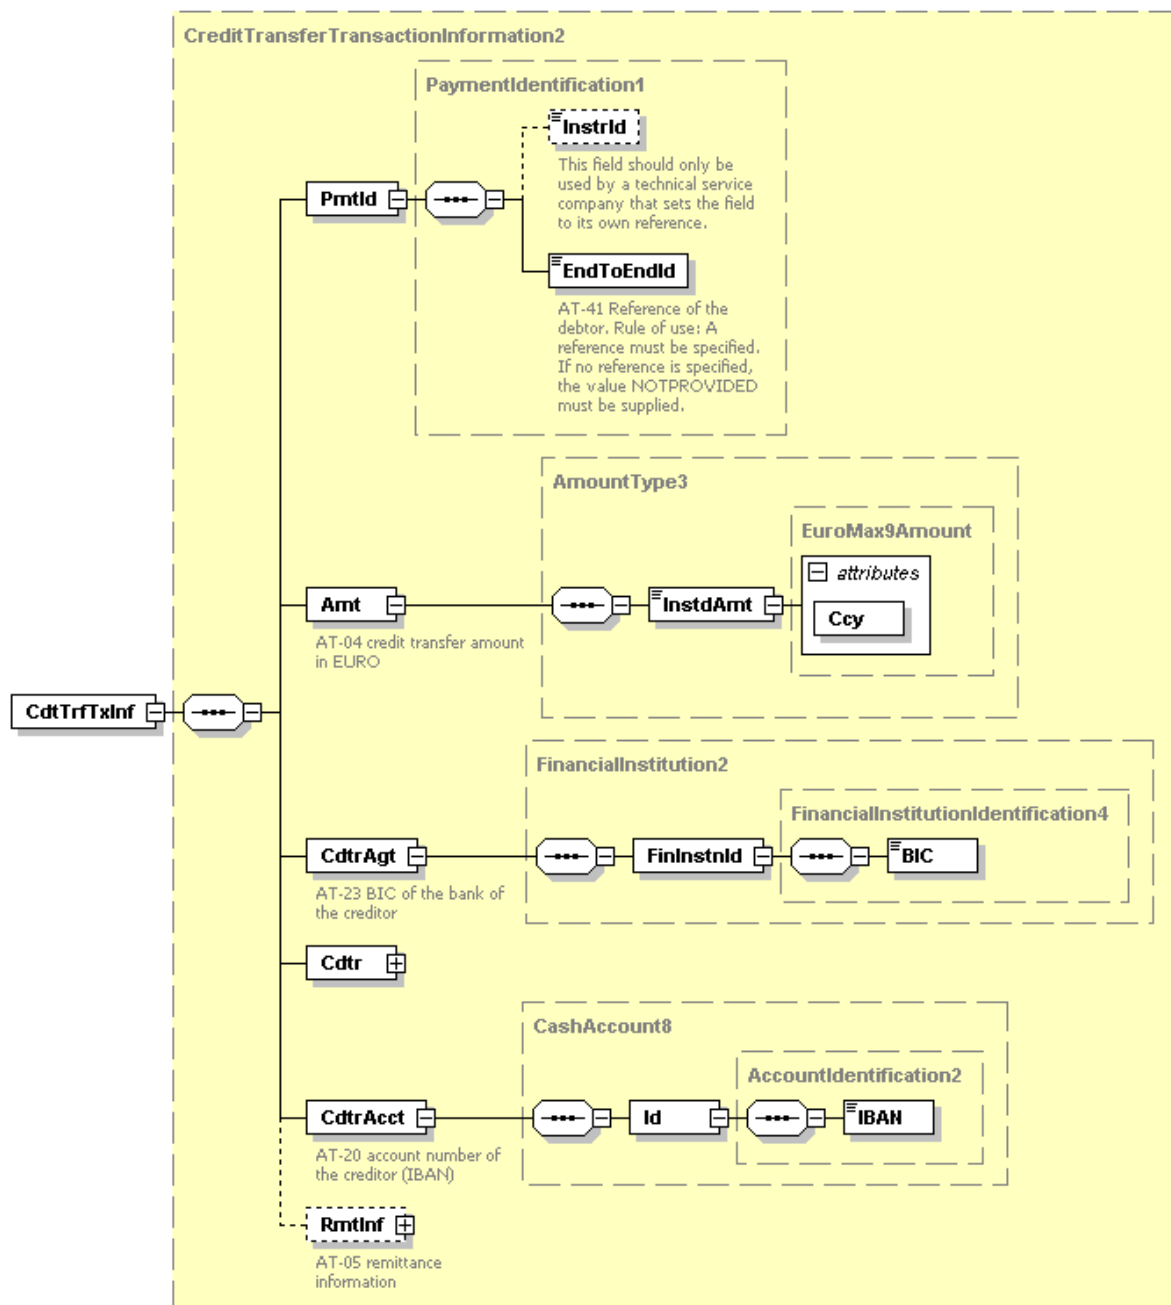 CreditTransferTransactionInformation2
PaymentIdentification1
InstrId
This field should only be
used by a technical service
company that sets the field
to its own reference.
PmtId
EndToEndId
AT-41 Reference of the
debtor. Rule of use: A
reference must be specified.
If no reference is specified,
the value NOTPROVIDED
must be supplied.
AmountType3
EuroMax9Amount
attributes
Amt
InstdAmt
Ccy
AT-04 credit transfer amount
in EURO
CdtTrfTxInf
FinancialInstitution2
FinancialInstitutionIdentification4
CdtrAgt
FinInstnId
BIC
AT-23 BIC of the bank of
the creditor
Cdtr
CashAccount8
AccountIdentification2
CdtrAcct
Id
IBAN
AT-20 account number of
the creditor (IBAN)
RmtInf
AT-05 remittance
information